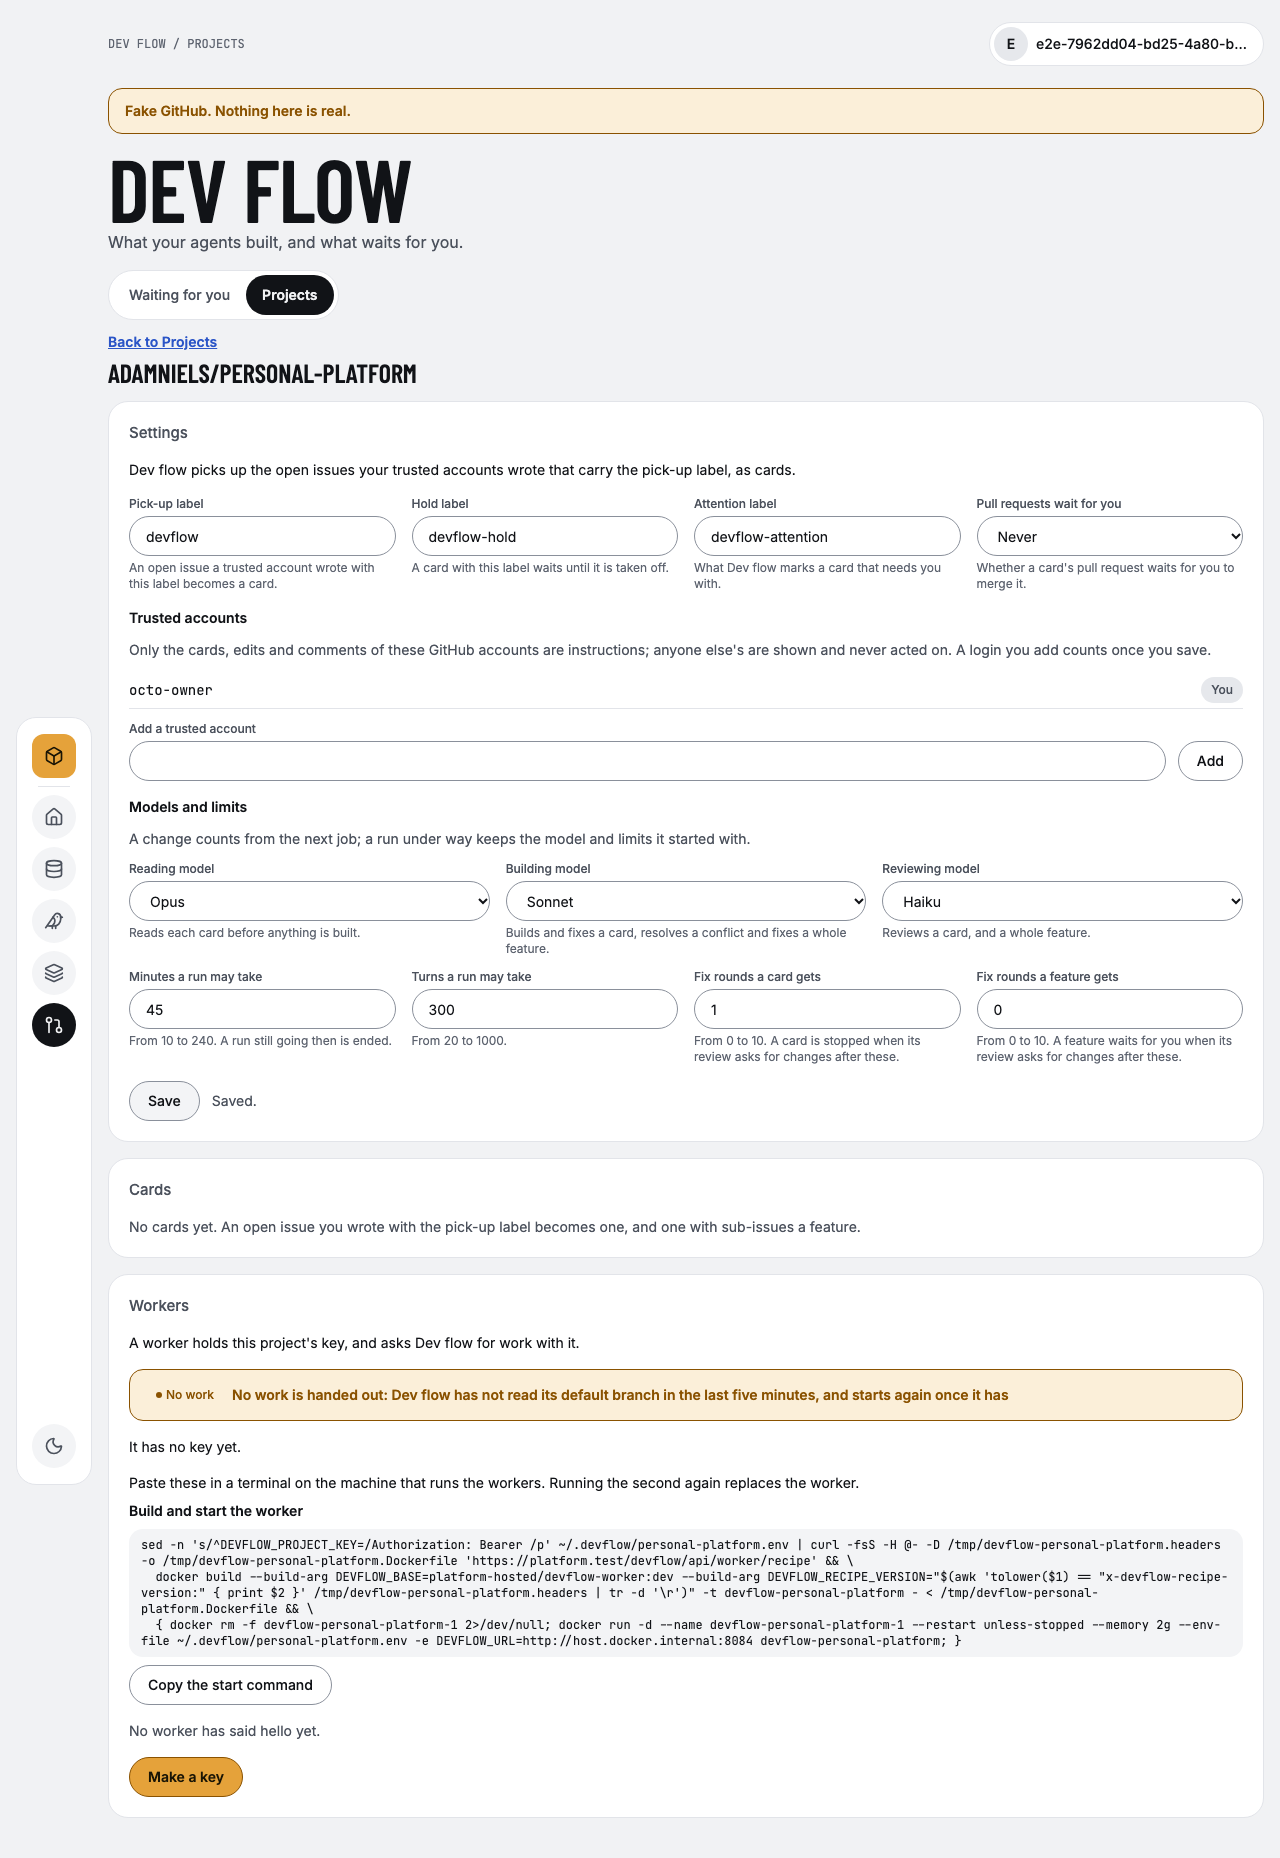 DEV FLOW / PROJECTS
E
e2e-7962dd04-bd25-4a80-b...
Fake GitHub. Nothing here is real.
DEV FLOW
What your agents built, and what waits for you.
Waiting for you
Projects
Back to Projects
ADAMNIELS/PERSONAL-PLATFORM
Settings
Dev flow picks up the open issues your trusted accounts wrote that carry the pick-up label, as cards.
Pick-up label
devflow
An open issue a trusted account wrote with
this label becomes a card.
Hold label
devflow-hold
A card with this label waits until it is taken off.
Attention label
devflow-attention
What Dev flow marks a card that needs you
with.
Pull requests wait for you
Never
Whether a card's pull request waits for you to
merge it.
Trusted accounts
Only the cards, edits and comments of these GitHub accounts are instructions; anyone else's are shown and never acted on. A login you add counts once you save.
octo-owner
You
Add a trusted account
Add
Models and limits
A change counts from the next job; a run under way keeps the model and limits it started with.
Reading model
Opus
Reads each card before anything is built.
Building model
Sonnet
Builds and fixes a card, resolves a conflict and fixes a whole
feature.
Reviewing model
Haiku
Reviews a card, and a whole feature.
Minutes a run may take
45
From 10 to 240. A run still going then is ended.
Turns a run may take
300
From 20 to 1000.
Fix rounds a card gets
1
From 0 to 10. A card is stopped when its
review asks for changes after these.
Fix rounds a feature gets
0
From 0 to 10. A feature waits for you when its
review asks for changes after these.
Save
Saved.
Cards
No cards yet. An open issue you wrote with the pick-up label becomes one, and one with sub-issues a feature.
Workers
A worker holds this project's key, and asks Dev flow for work with it.
No work
No work is handed out: Dev flow has not read its default branch in the last five minutes, and starts again once it has
It has no key yet.
Paste these in a terminal on the machine that runs the workers. Running the second again replaces the worker.
Build and start the worker
sed -n 's/^DEVFLOW_PROJECT_KEY=/Authorization: Bearer /p' ~/.devflow/personal-platform.env | curl -fsS -H @- -D /tmp/devflow-personal-platform.headers
-o /tmp/devflow-personal-platform.Dockerfile 'https://platform.test/devflow/api/worker/recipe' && \
docker build --build-arg DEVFLOW_BASE=platform-hosted/devflow-worker:dev --build-arg DEVFLOW_RECIPE_VERSION="$(awk 'tolower($1) == "x-devflow-recipe-
version:" { print $2 }' /tmp/devflow-personal-platform.headers | tr -d '\r')" -t devflow-personal-platform - < /tmp/devflow-personal-
platform.Dockerfile && \
{ docker rm -f devflow-personal-platform-1 2>/dev/null; docker run -d --name devflow-personal-platform-1 --restart unless-stopped --memory 2g --env-
file ~/.devflow/personal-platform.env -e DEVFLOW_URL=http://host.docker.internal:8084 devflow-personal-platform; }
Copy the start command
No worker has said hello yet.
Make a key